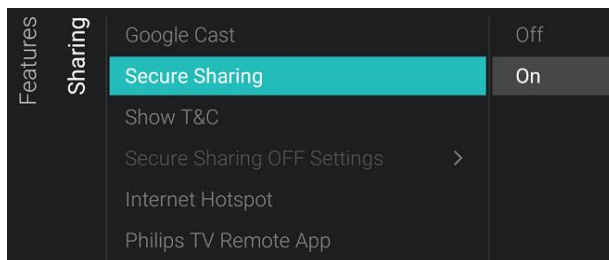 Features
Sharing
Google Cast
Secure Sharing
Show T&C
Secure Sharing OFF Settings >
Internet Hotspot
Philips TV Remote App
Off
On